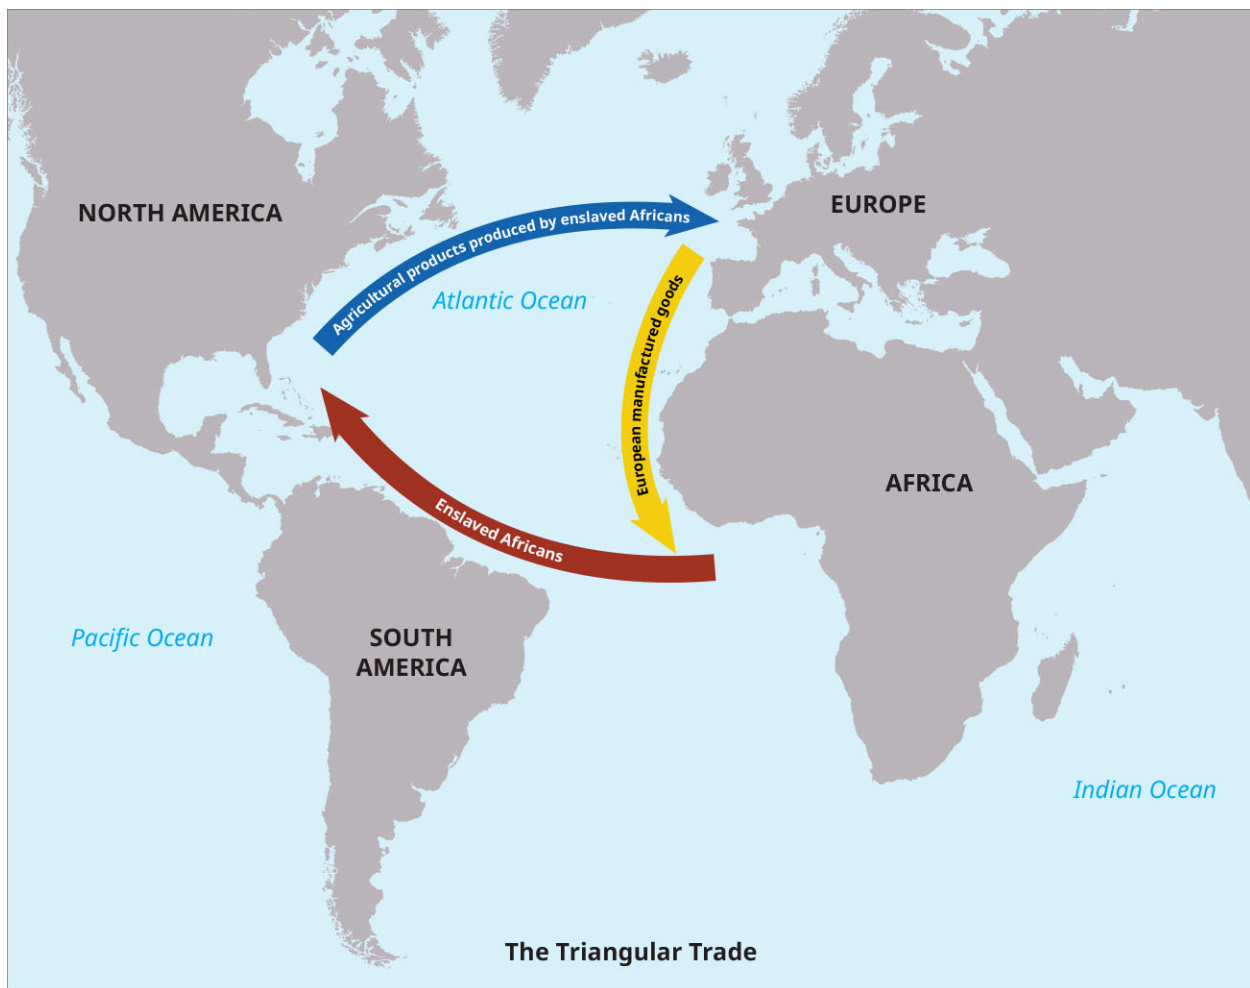 NORTH AMERICA
EUROPE
Agricultural products produced by enslaved Africans
Atlantic Ocean
European manufactured goods
AFRICA
Enslaved Africans
Pacific Ocean
SOUTH
AMERICA
Indian Ocean
The Triangular Trade